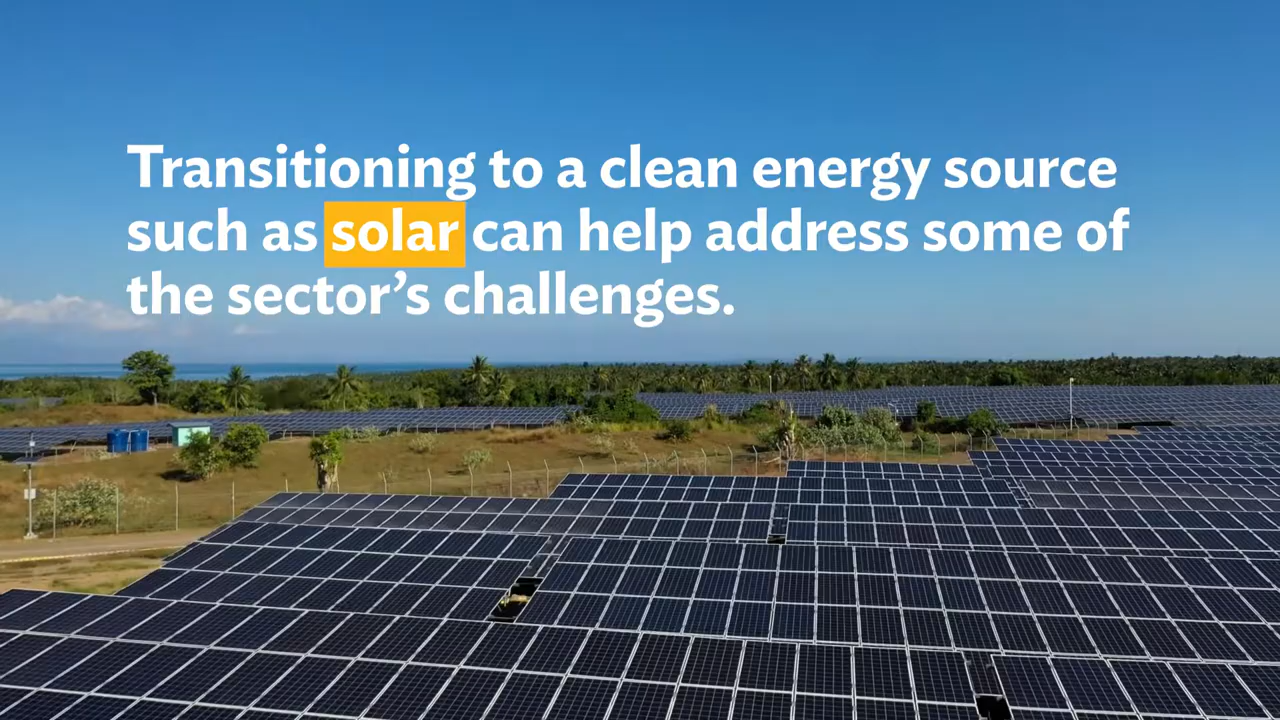 Transitioning to a clean energy source
such as solar can help address some of
the sector’s challenges.